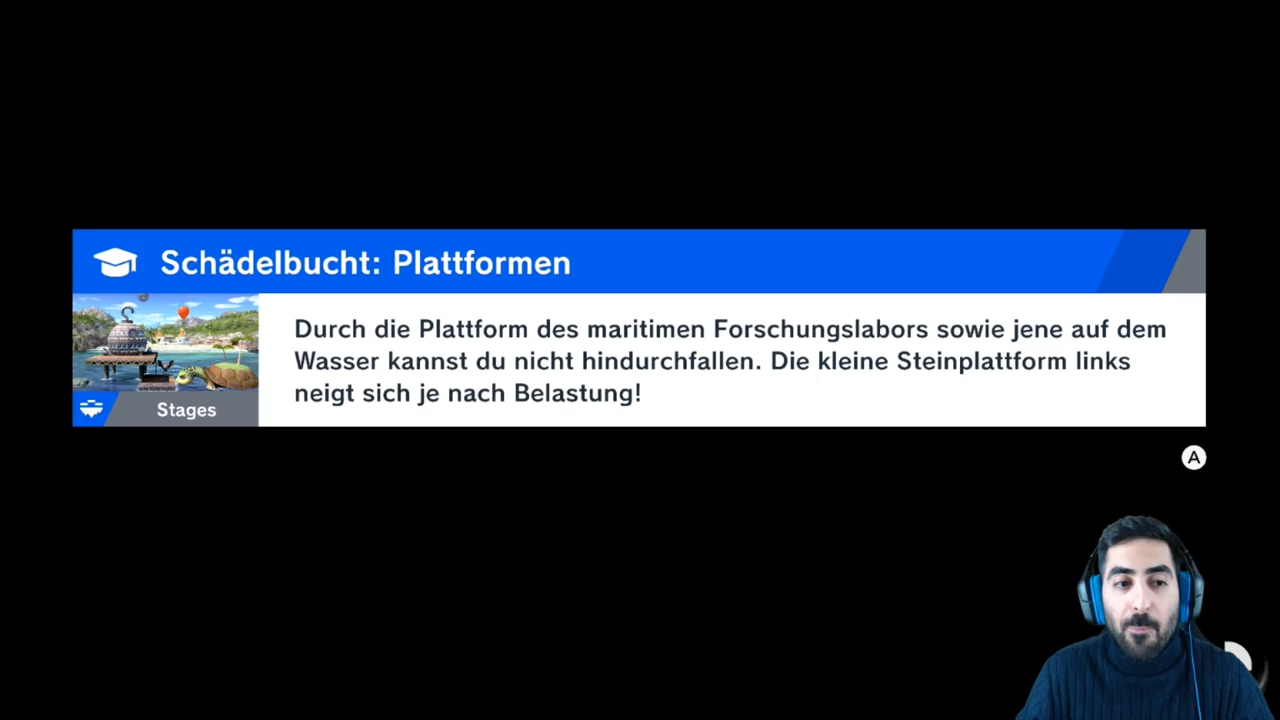 Schädelbucht: Plattformen
Durch die Plattform des maritimen Forschungslabors sowie jene auf dem
Wasser kannst du nicht hindurchfallen. Die kleine Steinplattform links
neigt sich je nach Belastung!
Stages
A